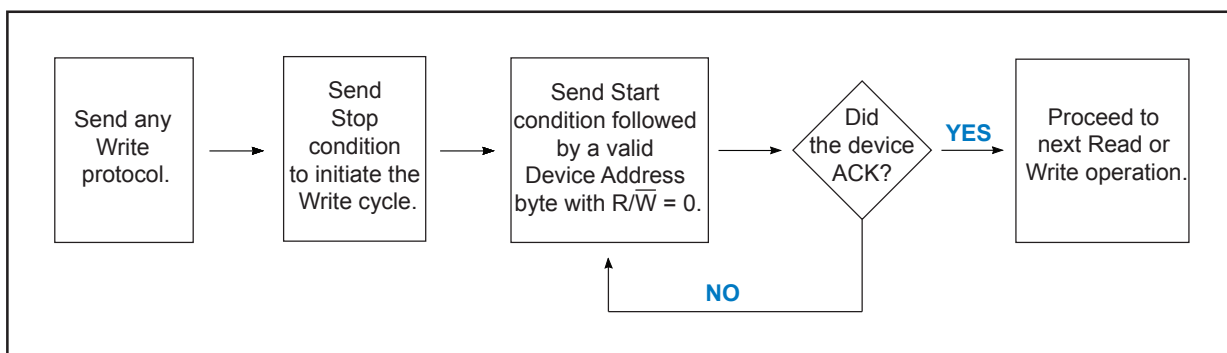 Send any
Write
protocol.
Send
Stop
condition
to initiate the
Write cycle.
Send Start
condition followed
by a valid
Device Address
byte with R/W̅ = 0.
Did
the device
ACK?
YES
NO
Proceed to
next Read or
Write operation.